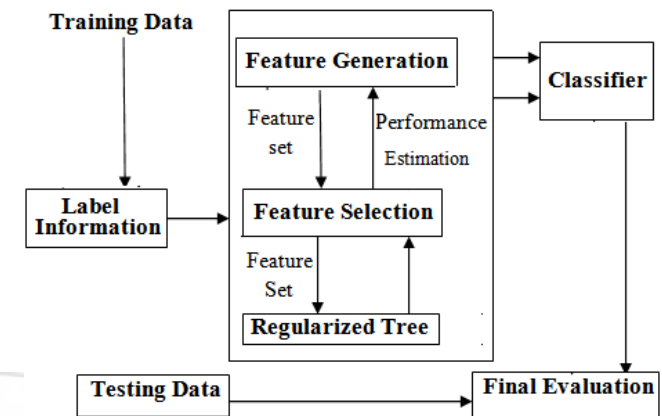 Training Data
Feature Generation
Classifier
Feature
set
Performance
Estimation
Label
Information
Feature Selection
Feature
Set
Regularized Tree
Testing Data
Final Evaluation